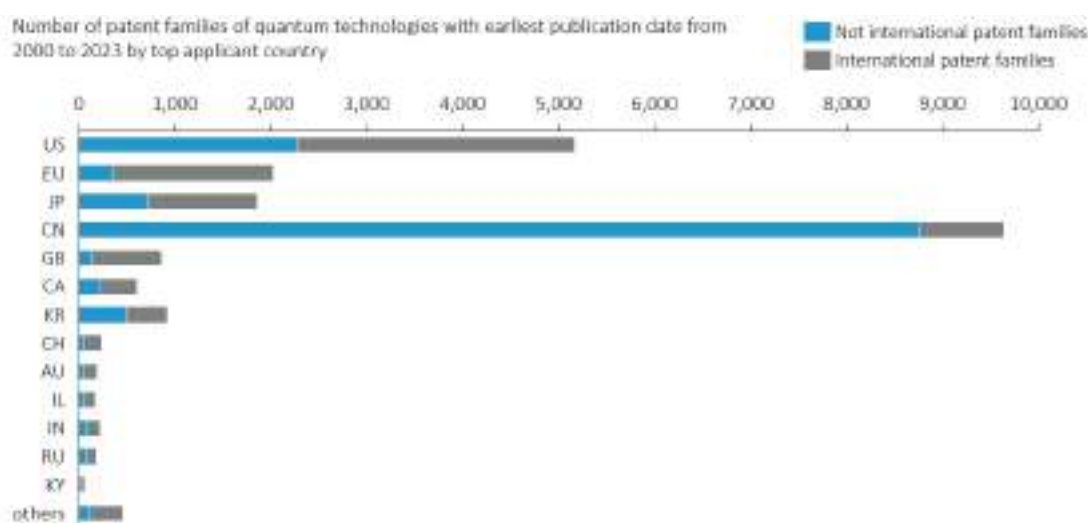 Number of patent families of quantum technologies with earliest publication date from
2000 to 2023 by top applicant country
Not international patent families
International patent families
0 1,000 2,000 3,000 4,000 5,000 6,000 7,000 8,000 9,000 10,000
US
EU
JP
CN
GB
CA
KR
CH
AU
IL
IN
RU
KY
others